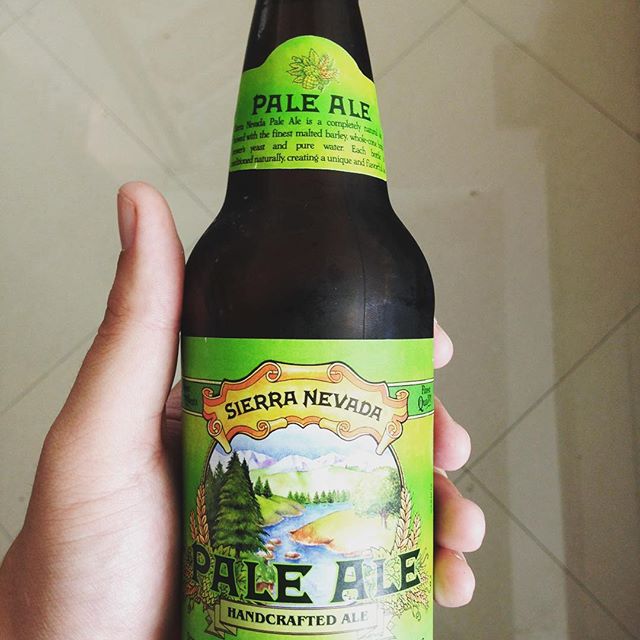 PALE ALE
Nevada Pale Ale is a completely natural
with the finest malted barley, whole-cone
yeast and pure water. Each
naturally, creating a unique and
SIERRA NEVADA
Finest
PALE ALE
HANDCRAFTED ALE